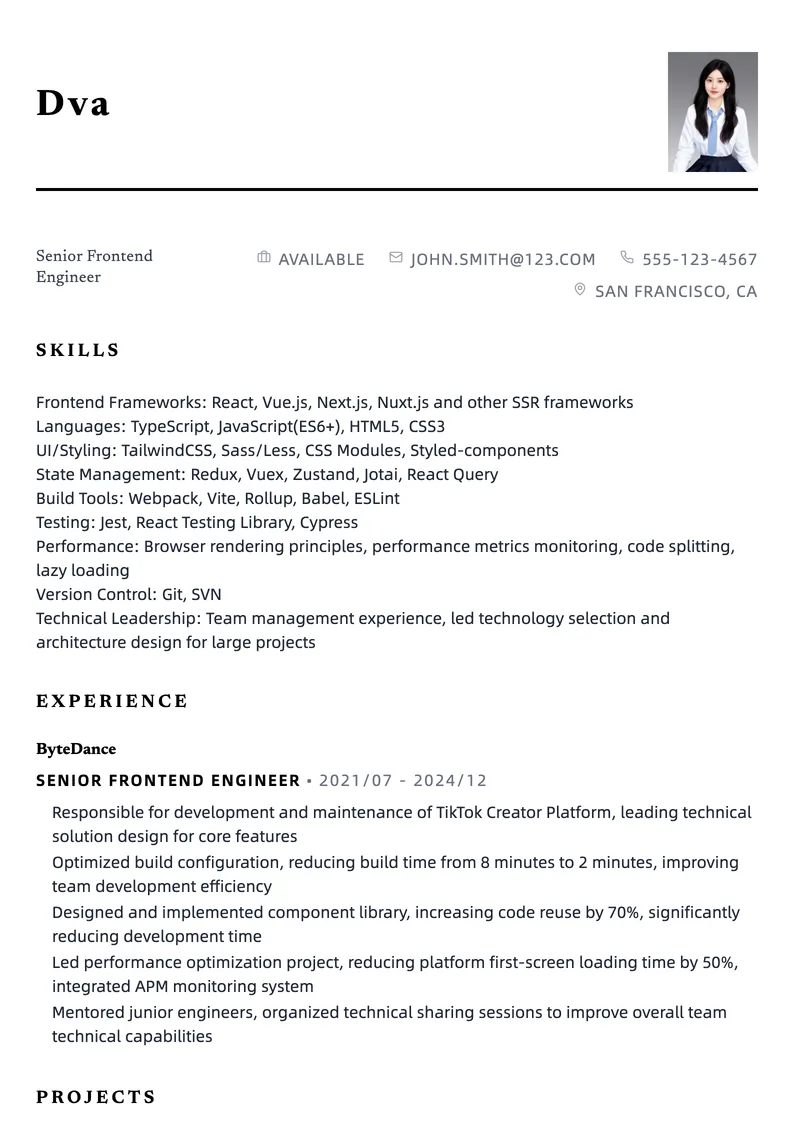 Dva
Senior Frontend
Engineer
AVAILABLE
JOHN.SMITH@123.COM
555-123-4567
SAN FRANCISCO, CA
SKILLS
Frontend Frameworks: React, Vue.js, Next.js, Nuxt.js and other SSR frameworks
Languages: TypeScript, JavaScript(ES6+), HTML5, CSS3
UI/Styling: TailwindCSS, Sass/Less, CSS Modules, Styled-components
State Management: Redux, Vuex, Zustand, Jotai, React Query
Build Tools: Webpack, Vite, Rollup, Babel, ESLint
Testing: Jest, React Testing Library, Cypress
Performance: Browser rendering principles, performance metrics monitoring, code splitting,
lazy loading
Version Control: Git, SVN
Technical Leadership: Team management experience, led technology selection and
architecture design for large projects
EXPERIENCE
ByteDance
SENIOR FRONTEND ENGINEER • 2021/07 - 2024/12
Responsible for development and maintenance of TikTok Creator Platform, leading technical
solution design for core features
Optimized build configuration, reducing build time from 8 minutes to 2 minutes, improving
team development efficiency
Designed and implemented component library, increasing code reuse by 70%, significantly
reducing development time
Led performance optimization project, reducing platform first-screen loading time by 50%,
integrated APM monitoring system
Mentored junior engineers, organized technical sharing sessions to improve overall team
technical capabilities
PROJECTS